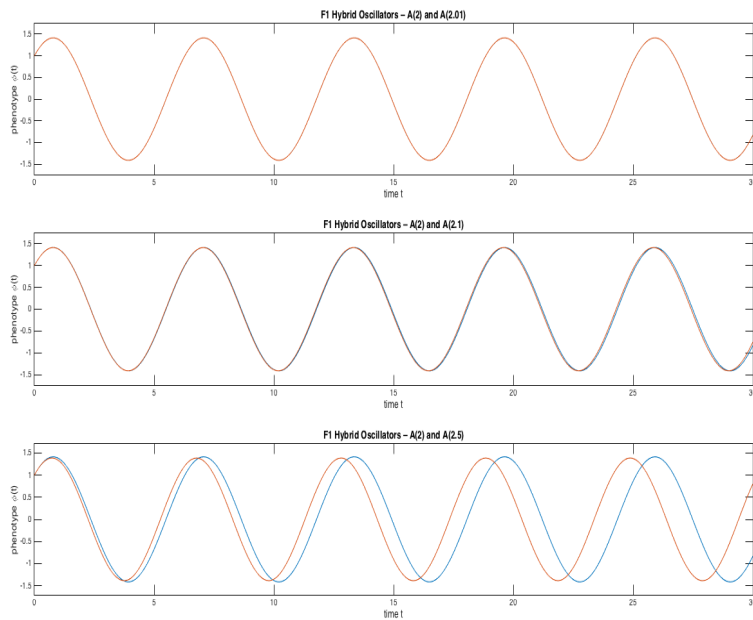 F1 Hybrid Oscillators – A(2) and A(2.01)
phenotype ϕ(t)
1.5
1
0.5
0
-0.5
-1
-1.5
0 5 10 15 20 25 30
time t
F1 Hybrid Oscillators – A(2) and A(2.1)
phenotype ϕ(t)
1.5
1
0.5
0
-0.5
-1
-1.5
0 5 10 15 20 25 30
time t
F1 Hybrid Oscillators – A(2) and A(2.5)
phenotype ϕ(t)
1.5
1
0.5
0
-0.5
-1
-1.5
0 5 10 15 20 25 30
time t